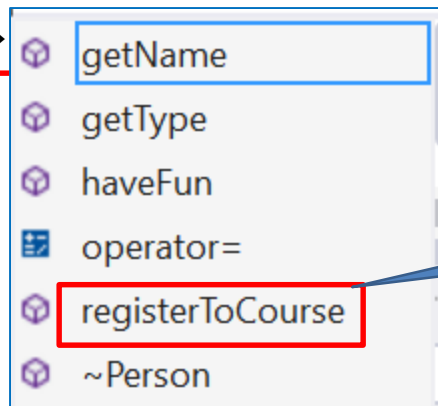 getName
getType
haveFun
operator=
registerToCourse
~Person